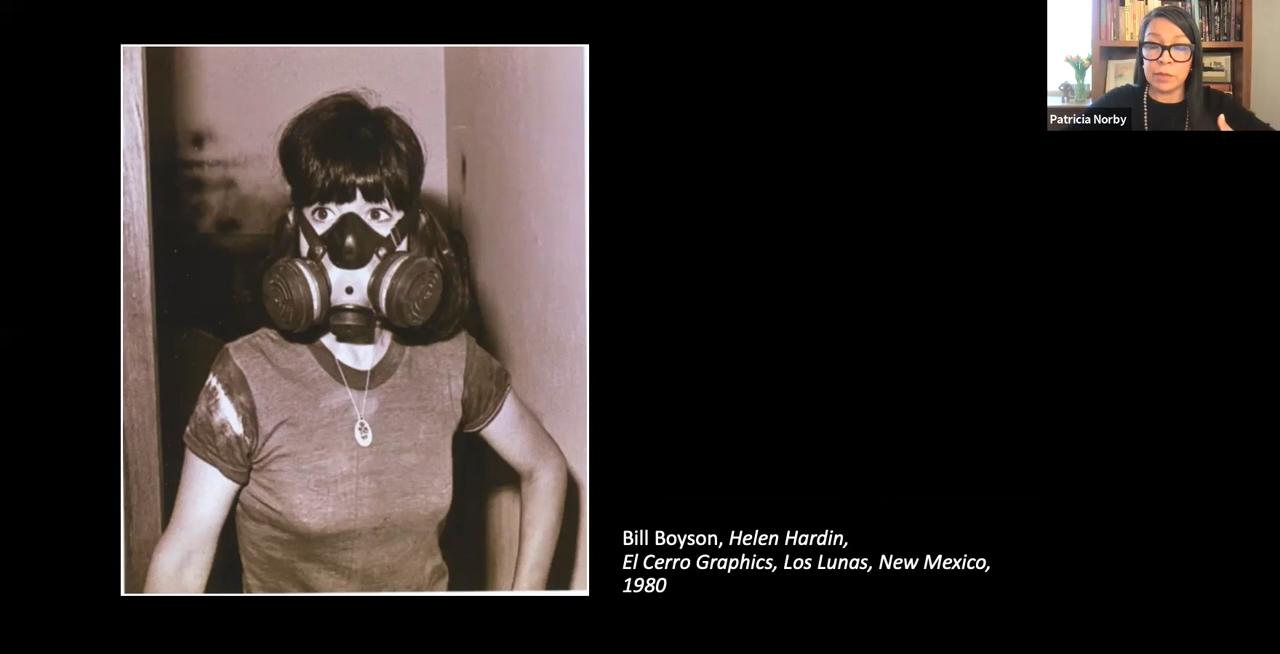 Patricia Norby
Bill Boyson, Helen Hardin,
El Cerro Graphics, Los Lunas, New Mexico,
1980